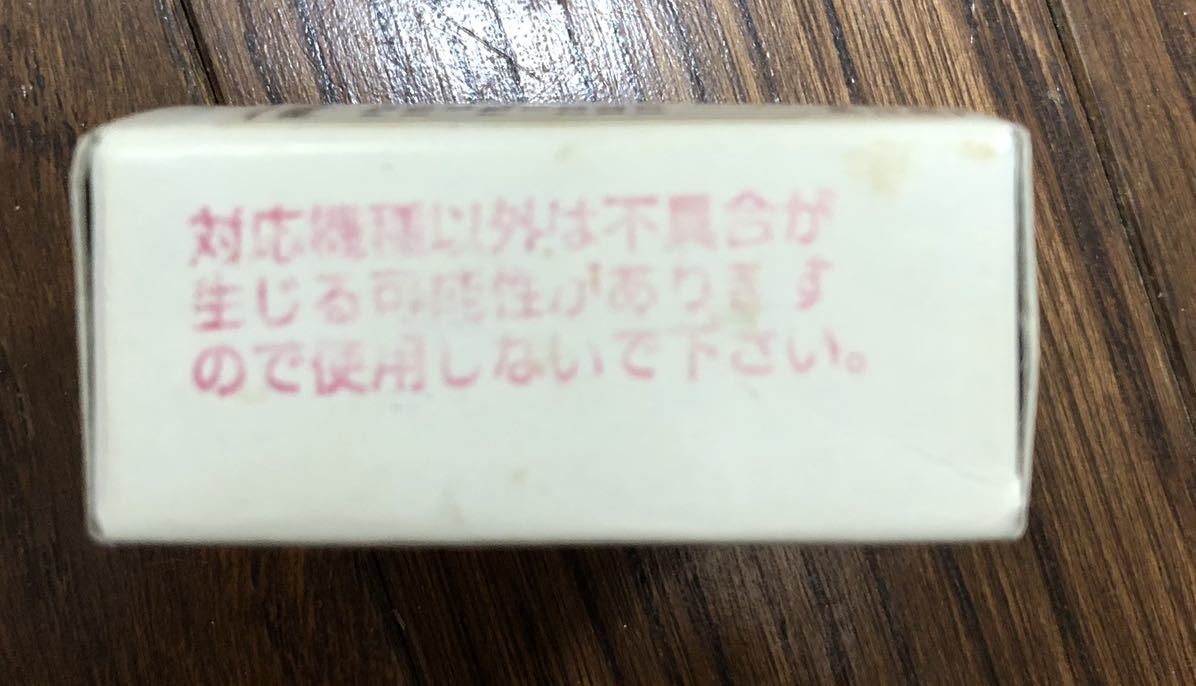 対応機種以外は不具合が
生じる可能性があります
ので使用しないで下さい。